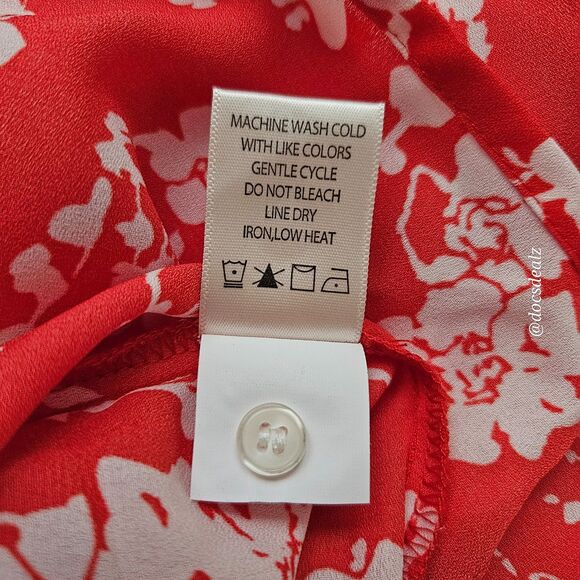 MACHINE WASH COLD
WITH LIKE COLORS
GENTLE CYCLE
DO NOT BLEACH
LINE DRY
IRON,LOW HEAT
@docsdealz